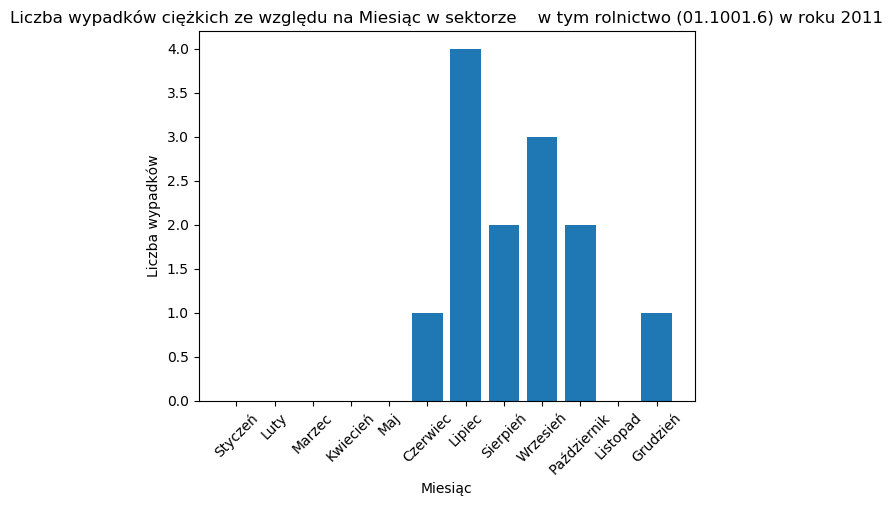 Liczba wypadków ciężkich ze względu na Miesiąc w sektorze    w tym rolnictwo (01.1001.6) w roku 2011
Liczba wypadków
4.0
3.5
3.0
2.5
2.0
1.5
1.0
0.5
0.0
Styczeń
Luty
Marzec
Kwiecień
Maj
Czerwiec
Lipiec
Sierpień
Wrzesień
Październik
Listopad
Grudzień
Miesiąc